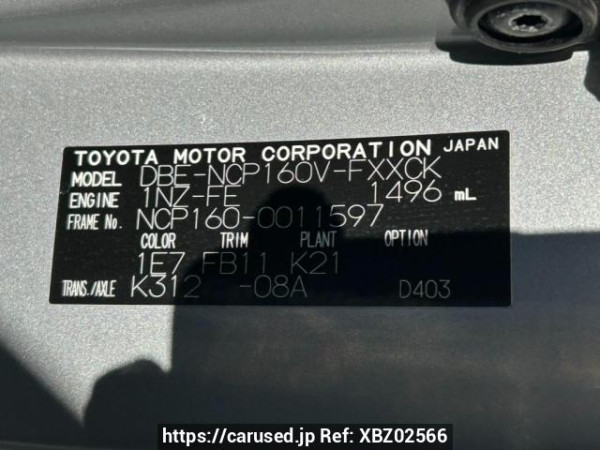 TOYOTA MOTOR CORPORATION JAPAN
MODEL DBE-NCP160V-FXXCK
ENGINE 1NZ-FE 1496 mL
FRAME No. NCP160-0011597
COLOR TRIM PLANT OPTION
1E7 FB11 K21
TRANS./AXLE K312 -08A D403
https://carused.jp Ref: XBZ02566